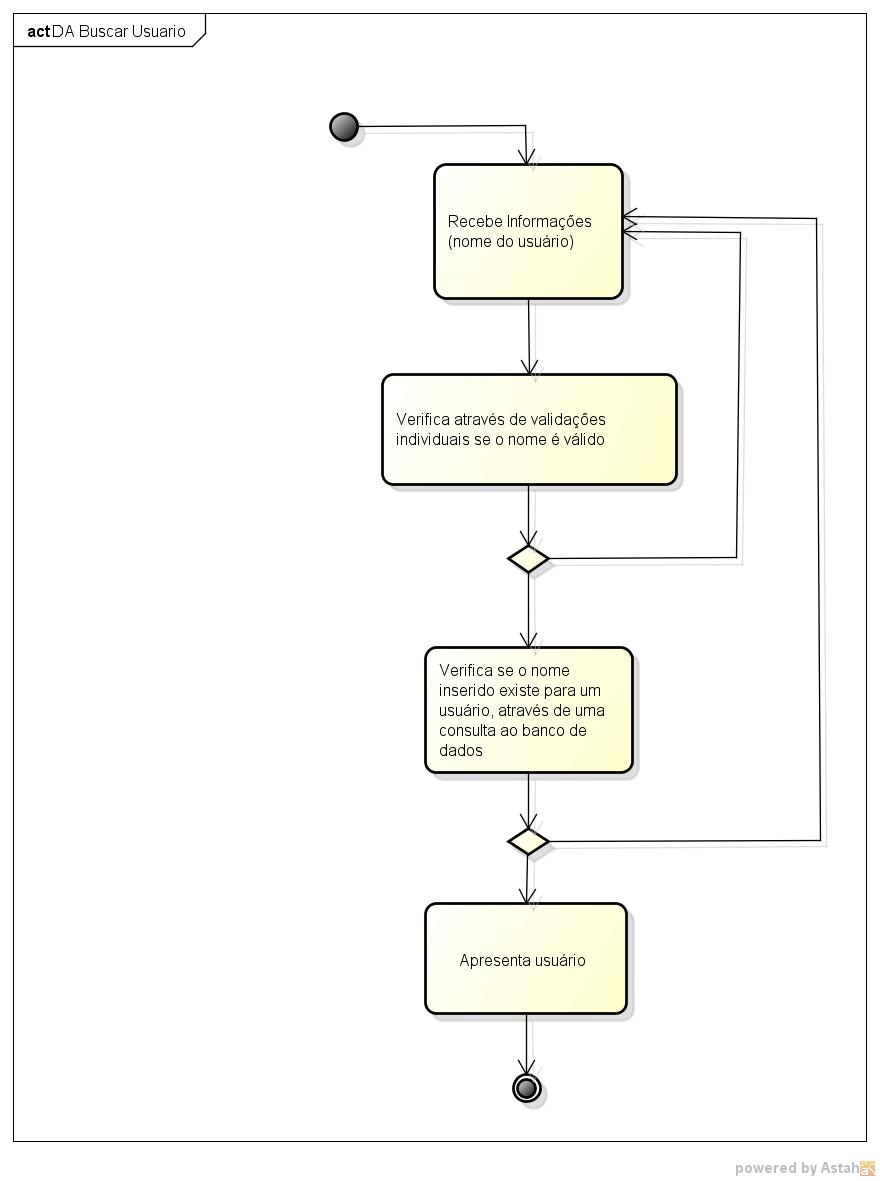 act DA Buscar Usuario
Recebe Informações
(nome do usuário)
Verifica através de validações
individuais se o nome é válido
Verifica se o nome
inserido existe para um
usuário, através de uma
consulta ao banco de
dados
Apresenta usuário
powered by Astah